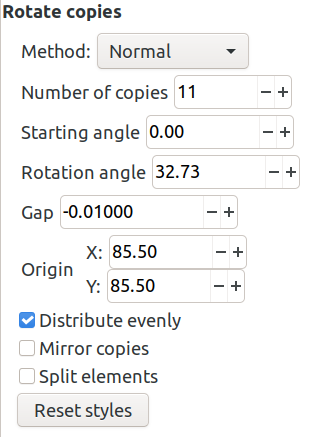 Rotate copies
Method: Normal
Number of copies 11
Starting angle 0.00
Rotation angle 32.73
Gap -0.01000
Origin X: 85.50
Y: 85.50
Distribute evenly
Mirror copies
Split elements
Reset styles